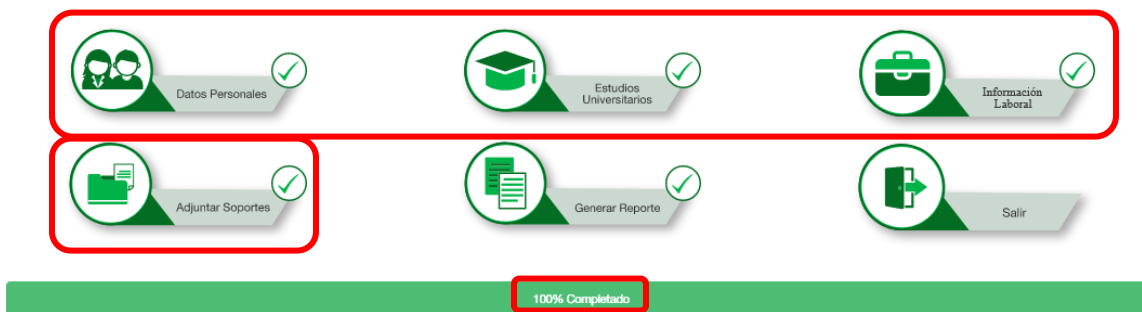 Datos Personales
Estudios
Universitarios
Información
Laboral
Adjuntar Soportes
Generar Reporte
Salir
100% Completado